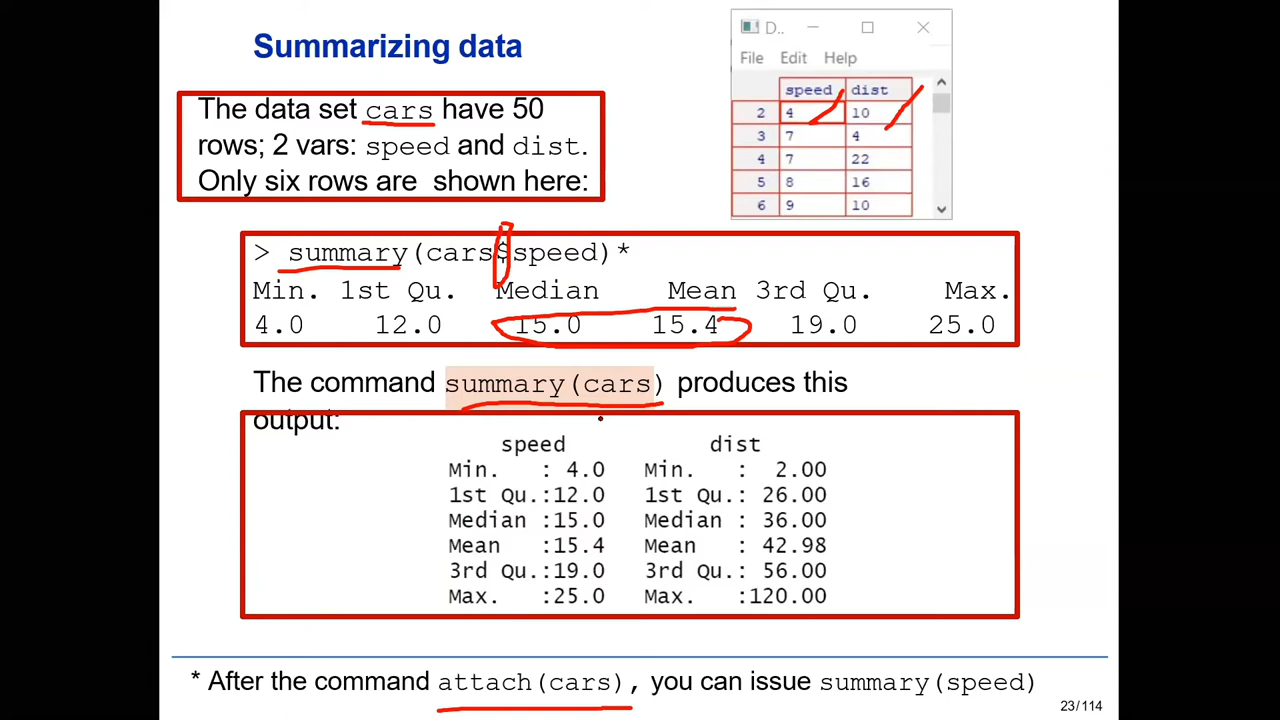 Summarizing data
The data set cars have 50
rows; 2 vars: speed and dist.
Only six rows are shown here:
D..
File Edit Help
speed dist
2 4 10
3 7 4
4 7 22
5 8 16
6 9 10
> summary(cars$speed)*
Min. 1st Qu. Median Mean 3rd Qu. Max.
4.0 12.0 15.0 15.4 19.0 25.0
The command summary(cars) produces this
output:
speed dist
Min. : 4.0 Min. : 2.00
1st Qu.:12.0 1st Qu.: 26.00
Median :15.0 Median : 36.00
Mean :15.4 Mean : 42.98
3rd Qu.:19.0 3rd Qu.: 56.00
Max. :25.0 Max. :120.00
* After the command attach(cars), you can issue summary(speed)
23/114